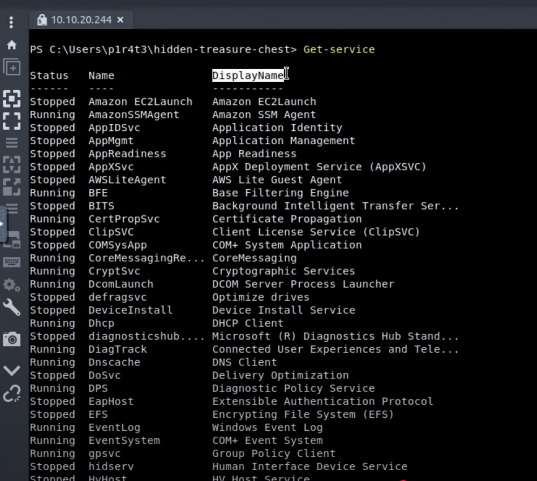 10.10.20.244 ×
PS C:\Users\p1r4t3\hidden-treasure-chest> Get-service
Status Name DisplayName
------ ---- -----------
Stopped Amazon EC2Launch Amazon EC2Launch
Running AmazonSSMAgent Amazon SSM Agent
Stopped AppIDSvc Application Identity
Stopped AppMgmt Application Management
Stopped AppReadiness App Readiness
Stopped AppXSvc AppX Deployment Service (AppXSVC)
Stopped AWSLiteAgent AWS Lite Guest Agent
Running BFE Base Filtering Engine
Stopped BITS Background Intelligent Transfer Ser...
Running CertPropSvc Certificate Propagation
Stopped ClipSVC Client License Service (ClipSVC)
Stopped COMSysApp COM+ System Application
Running CoreMessagingRe... CoreMessaging
Running CryptSvc Cryptographic Services
Running DcomLaunch DCOM Server Process Launcher
Stopped defragsvc Optimize drives
Stopped DeviceInstall Device Install Service
Running Dhcp DHCP Client
Stopped diagnosticshub.... Microsoft (R) Diagnostics Hub Stand...
Running DiagTrack Connected User Experiences and Tele...
Running Dnscache DNS Client
Stopped DoSvc Delivery Optimization
Running DPS Diagnostic Policy Service
Stopped EapHost Extensible Authentication Protocol
Stopped EFS Encrypting File System (EFS)
Running EventLog Windows Event Log
Running EventSystem COM+ Event System
Running gpsvc Group Policy Client
Stopped hidserv Human Interface Device Service
Stopped HvHost HV Host Service